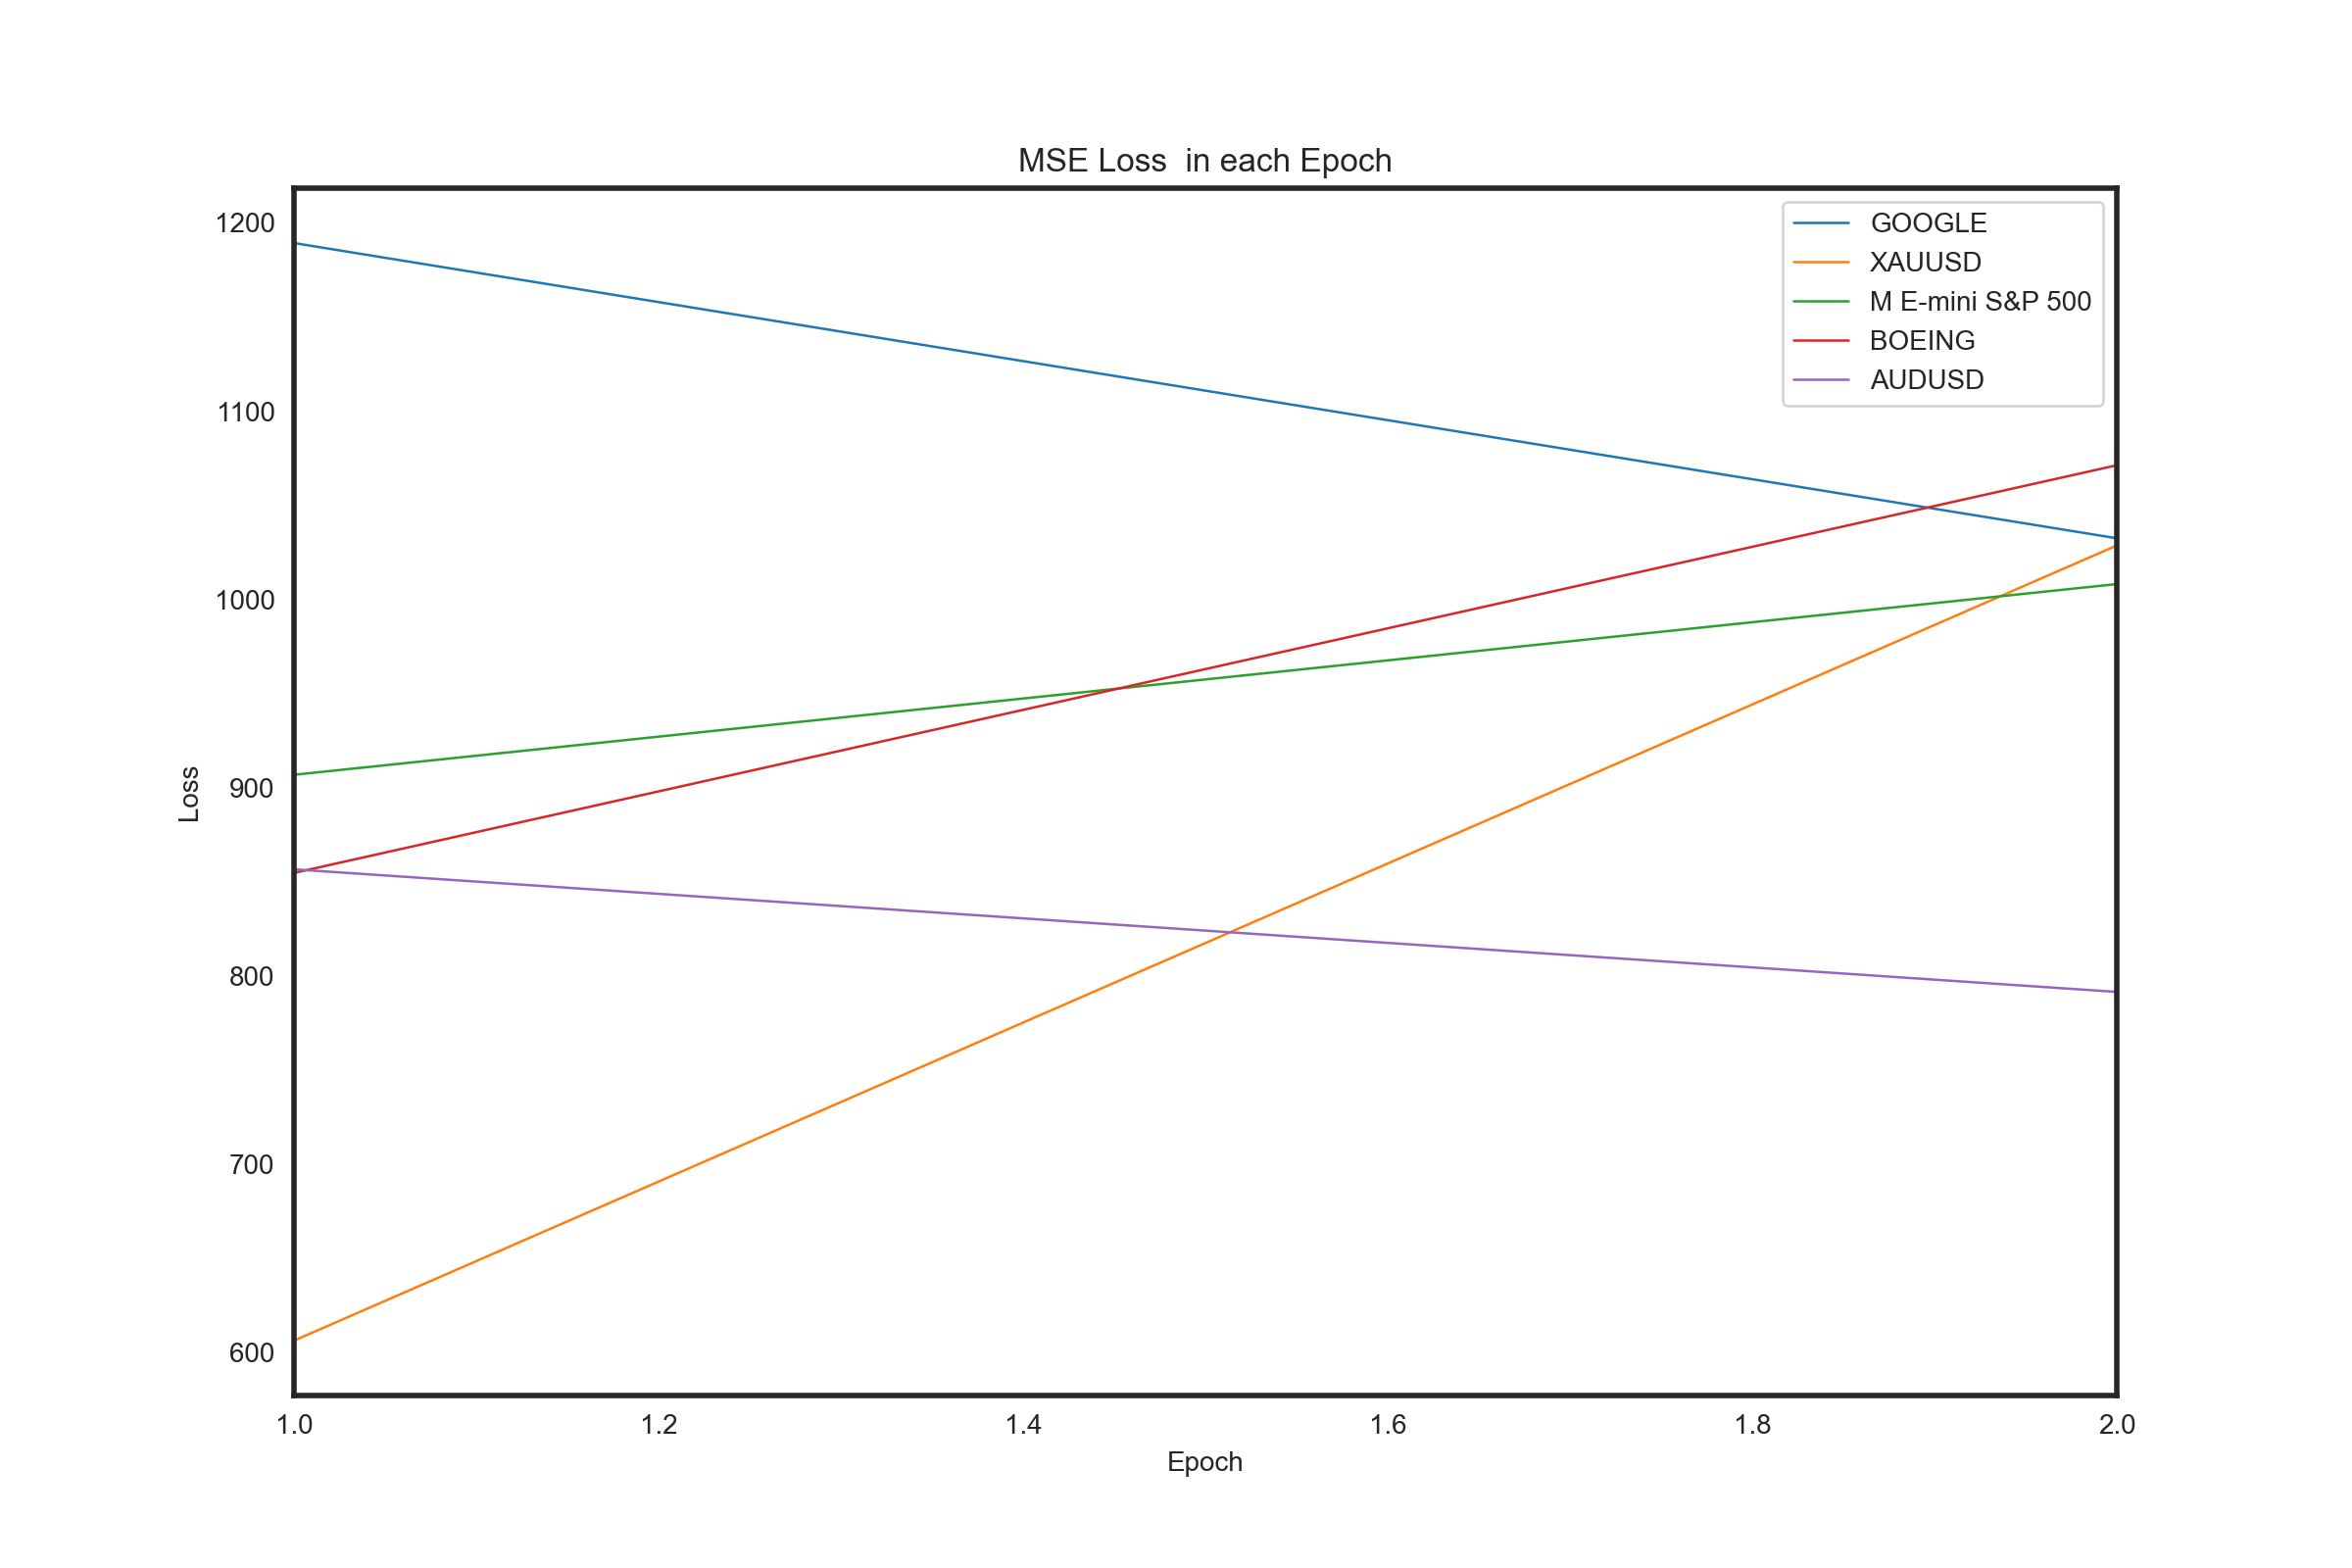 MSE Loss  in each Epoch
GOOGLE
XAUUSD
M E-mini S&P 500
BOEING
AUDUSD
1200
1100
1000
900
800
700
600
Loss
1.0 1.2 1.4 1.6 1.8 2.0
Epoch